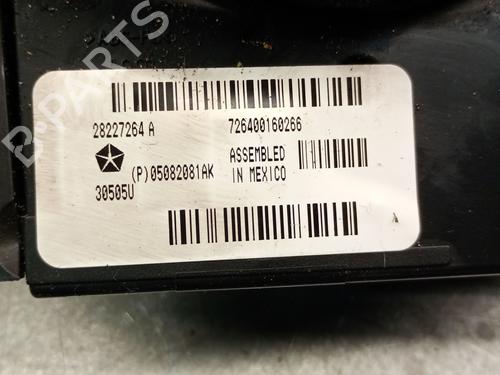 28227264 A
726400160266
(P)05082081AK
ASSEMBLED
IN MEXICO
30505U
B-PARTS